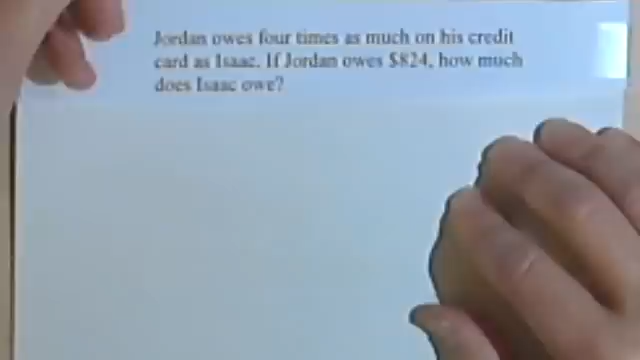 Jordan owes four times as much on his credit
card as Isaac. If Jordan owes $824, how much
does Isaac owe?